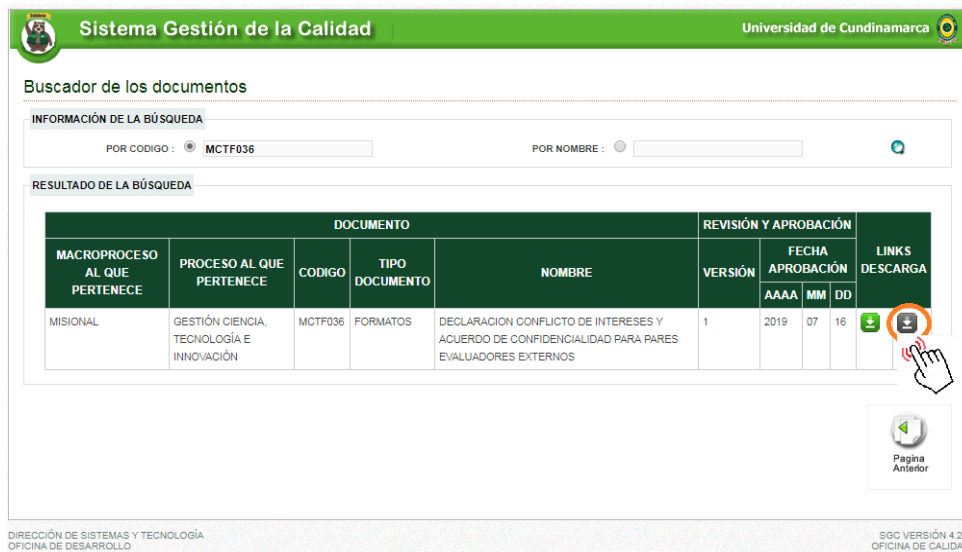 Sistema Gestión de la Calidad
Universidad de Cundinamarca
Buscador de los documentos
INFORMACIÓN DE LA BÚSQUEDA
POR CODIGO : MCTF036 POR NOMBRE :
RESULTADO DE LA BÚSQUEDA
DOCUMENTO
REVISIÓN Y APROBACIÓN
LINKS
DESCARGA
MACROPROCESO
AL QUE
PERTENECE
PROCESO AL QUE
PERTENECE
CODIGO
TIPO
DOCUMENTO
NOMBRE
VERSIÓN
FECHA
APROBACIÓN
AAAA MM DD
MISIONAL
GESTIÓN CIENCIA,
TECNOLOGÍA E
INNOVACIÓN
MCTF036
FORMATOS
DECLARACION CONFLICTO DE INTERESES Y
ACUERDO DE CONFIDENCIALIDAD PARA PARES
EVALUADORES EXTERNOS
1
2019 07 16
Pagina
Anterior
DIRECCIÓN DE SISTEMAS Y TECNOLOGÍA
OFICINA DE DESARROLLO
SGC VERSIÓN 4.2
OFICINA DE CALIDA